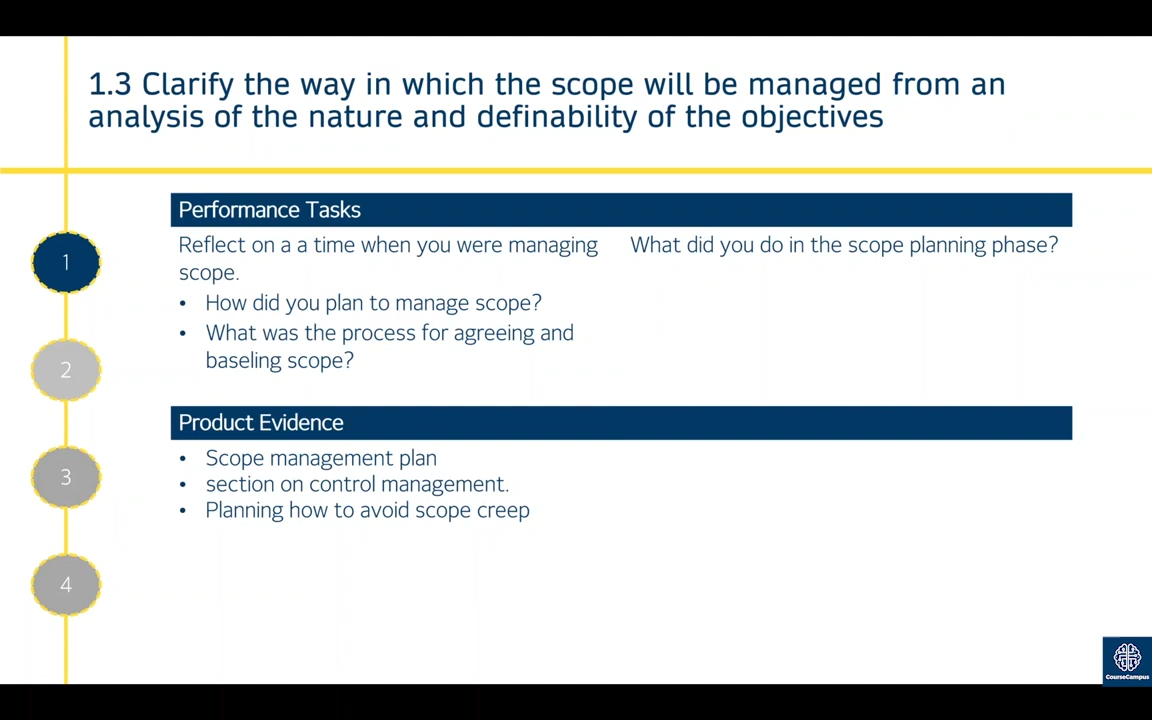 1.3 Clarify the way in which the scope will be managed from an
analysis of the nature and definability of the objectives
Performance Tasks
Reflect on a a time when you were managing
scope.
• How did you plan to manage scope?
• What was the process for agreeing and
baseling scope?
What did you do in the scope planning phase?
Product Evidence
• Scope management plan
• section on control management.
• Planning how to avoid scope creep
1
2
3
4
CourseCampus